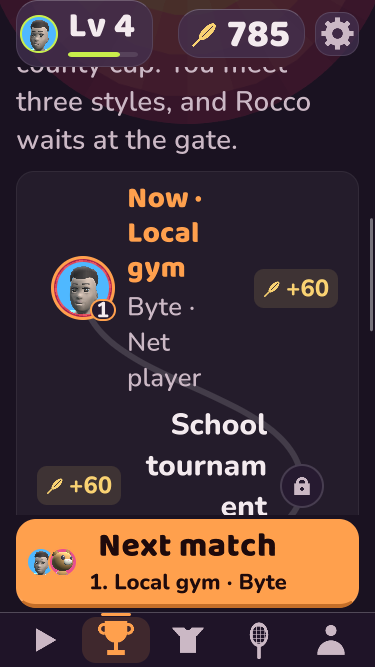 Lv 4
785
county cup. You meet
three styles, and Rocco
waits at the gate.
Now ·
Local
gym
Byte ·
Net
player
1
+60
School
tournam
ent
+60
Next match
1. Local gym · Byte